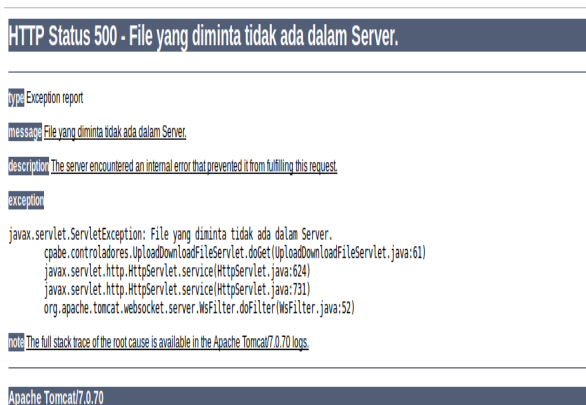 HTTP Status 500 - File yang diminta tidak ada dalam Server.
type Exception report
message File yang diminta tidak ada dalam Server.
description The server encountered an internal error that prevented it from fulfilling this request.
exception
javax.servlet.ServletException: File yang diminta tidak ada dalam Server.
cpabe.controladores.UploadDownloadFileServlet.doGet(UploadDownloadFileServlet.java:61)
javax.servlet.http.HttpServlet.service(HttpServlet.java:624)
javax.servlet.http.HttpServlet.service(HttpServlet.java:731)
org.apache.tomcat.websocket.server.WsFilter.doFilter(WsFilter.java:52)
note The full stack trace of the root cause is available in the Apache Tomcat/7.0.70 logs.
Apache Tomcat/7.0.70